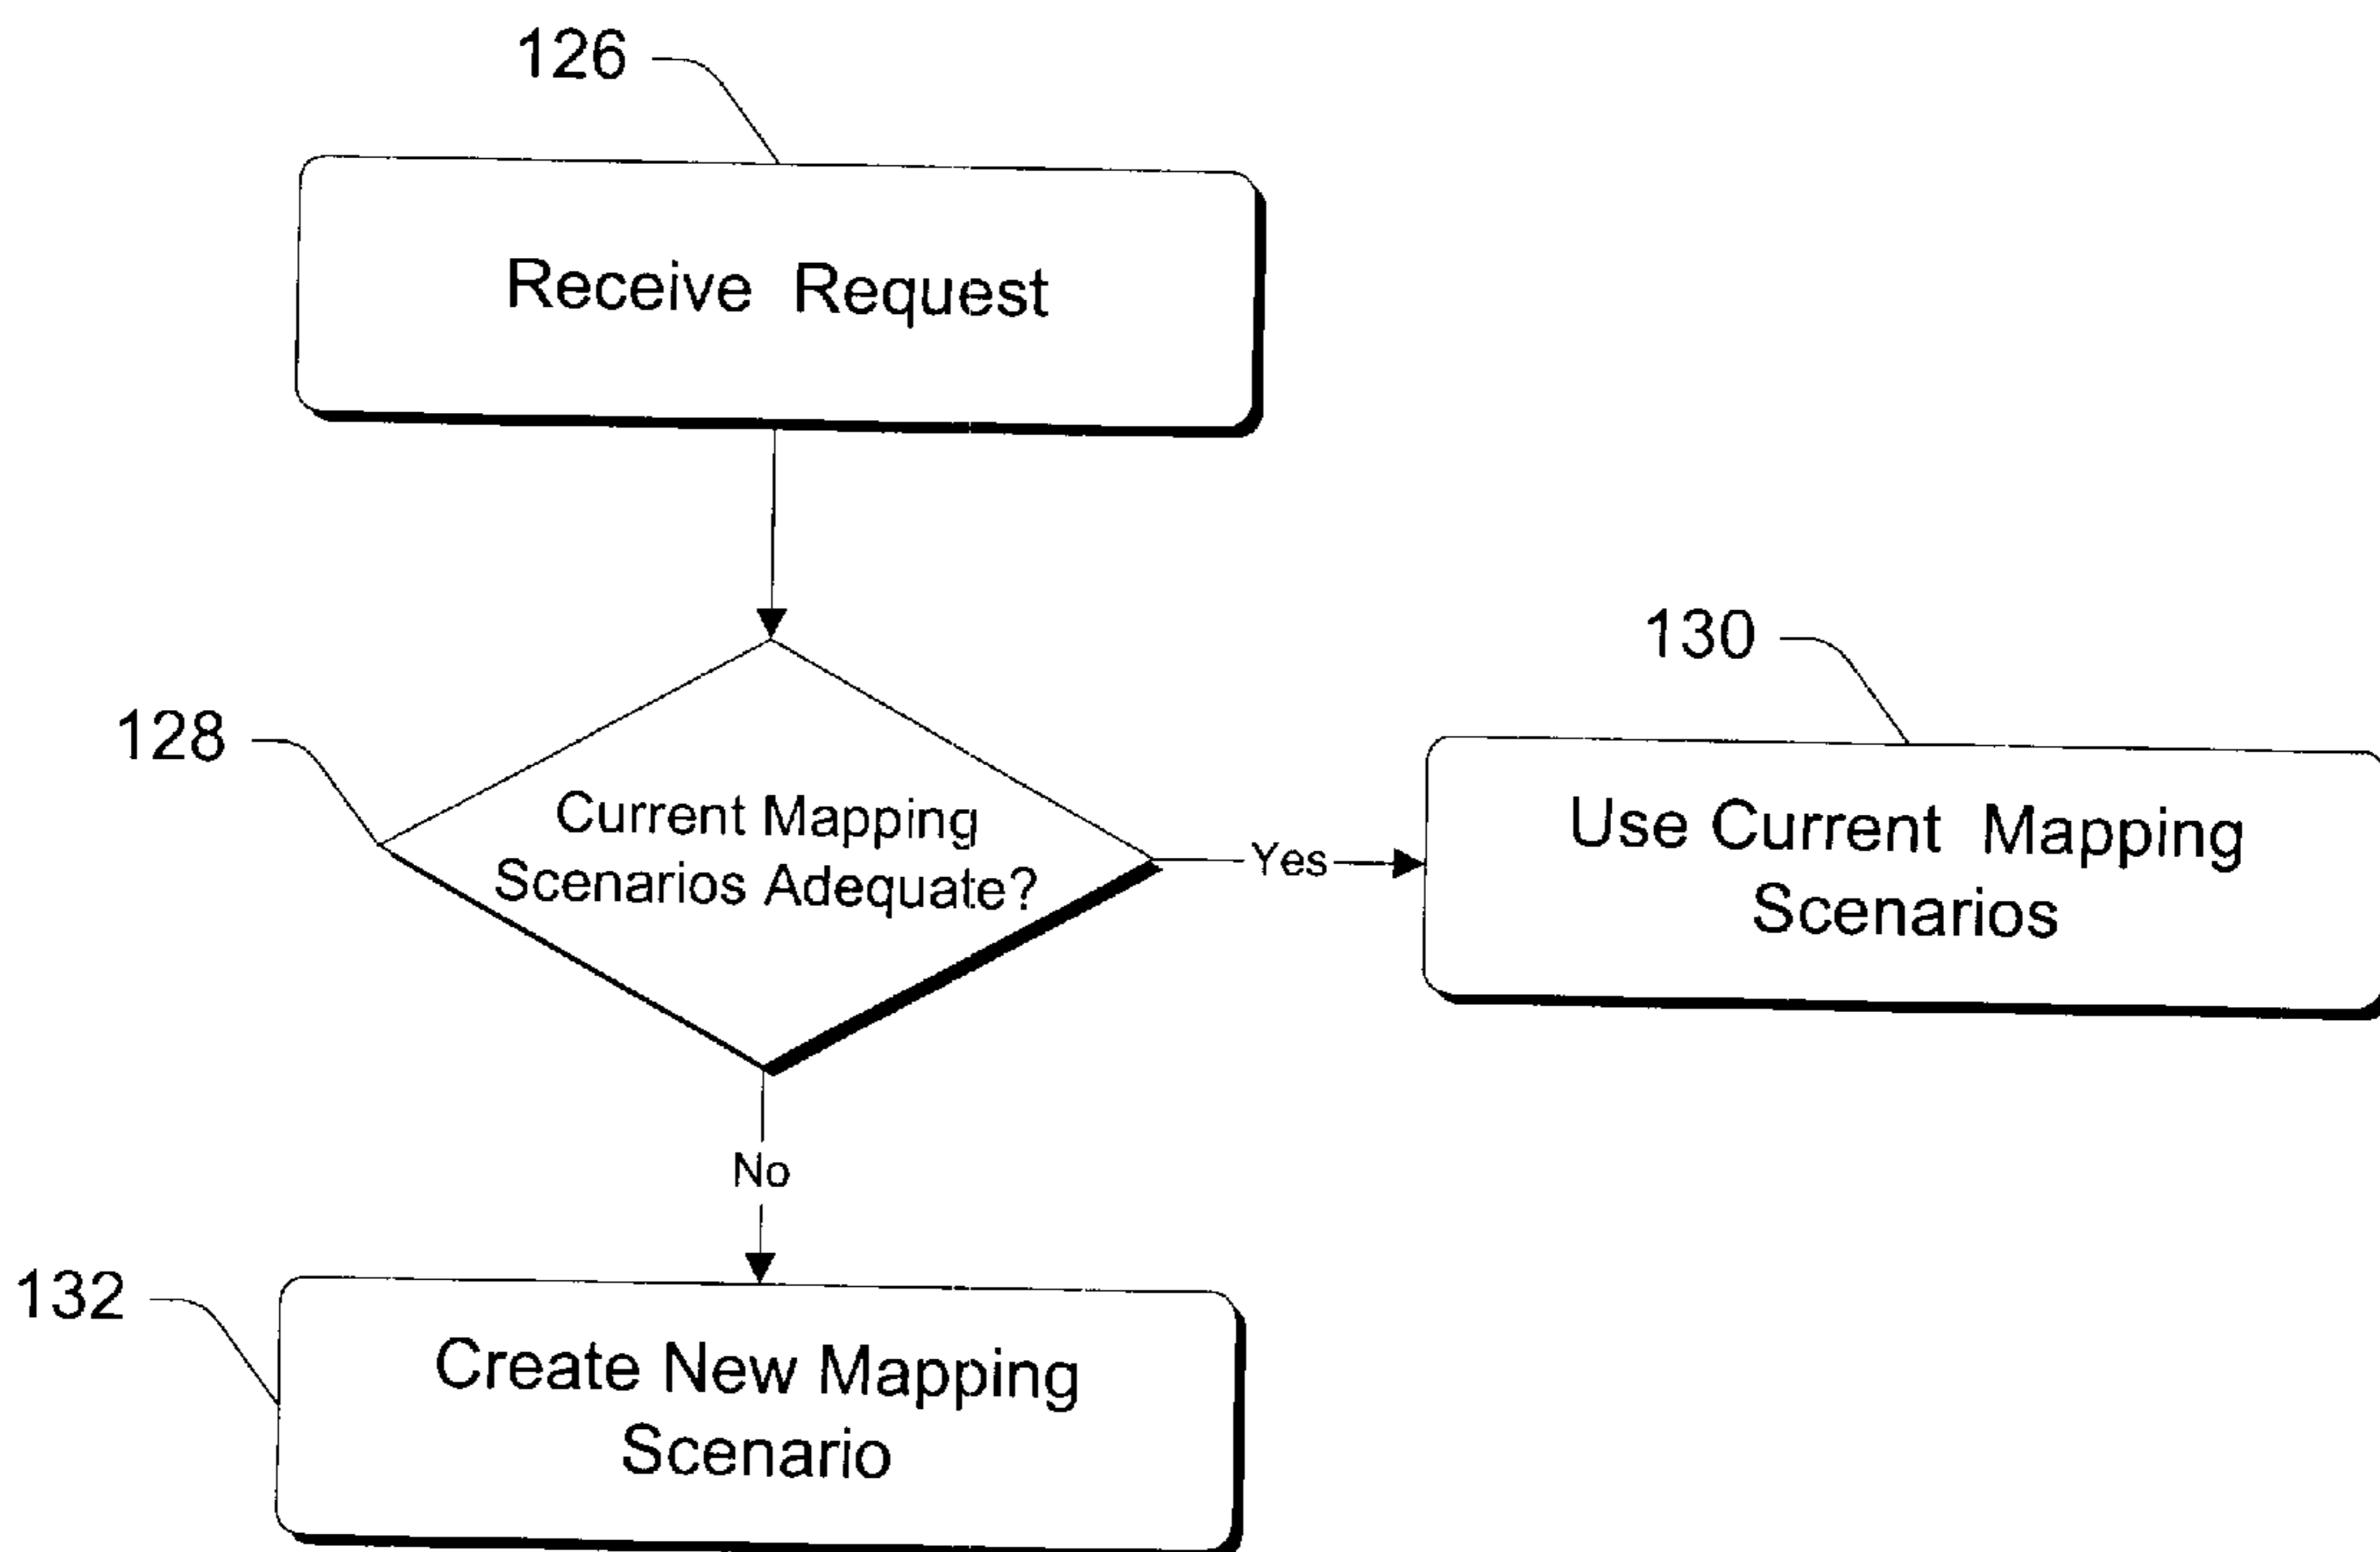 126
Receive Request
130
128
Current Mapping
Scenarios Adequate?
Yes
Use Current Mapping
Scenarios
No
132
Create New Mapping
Scenario